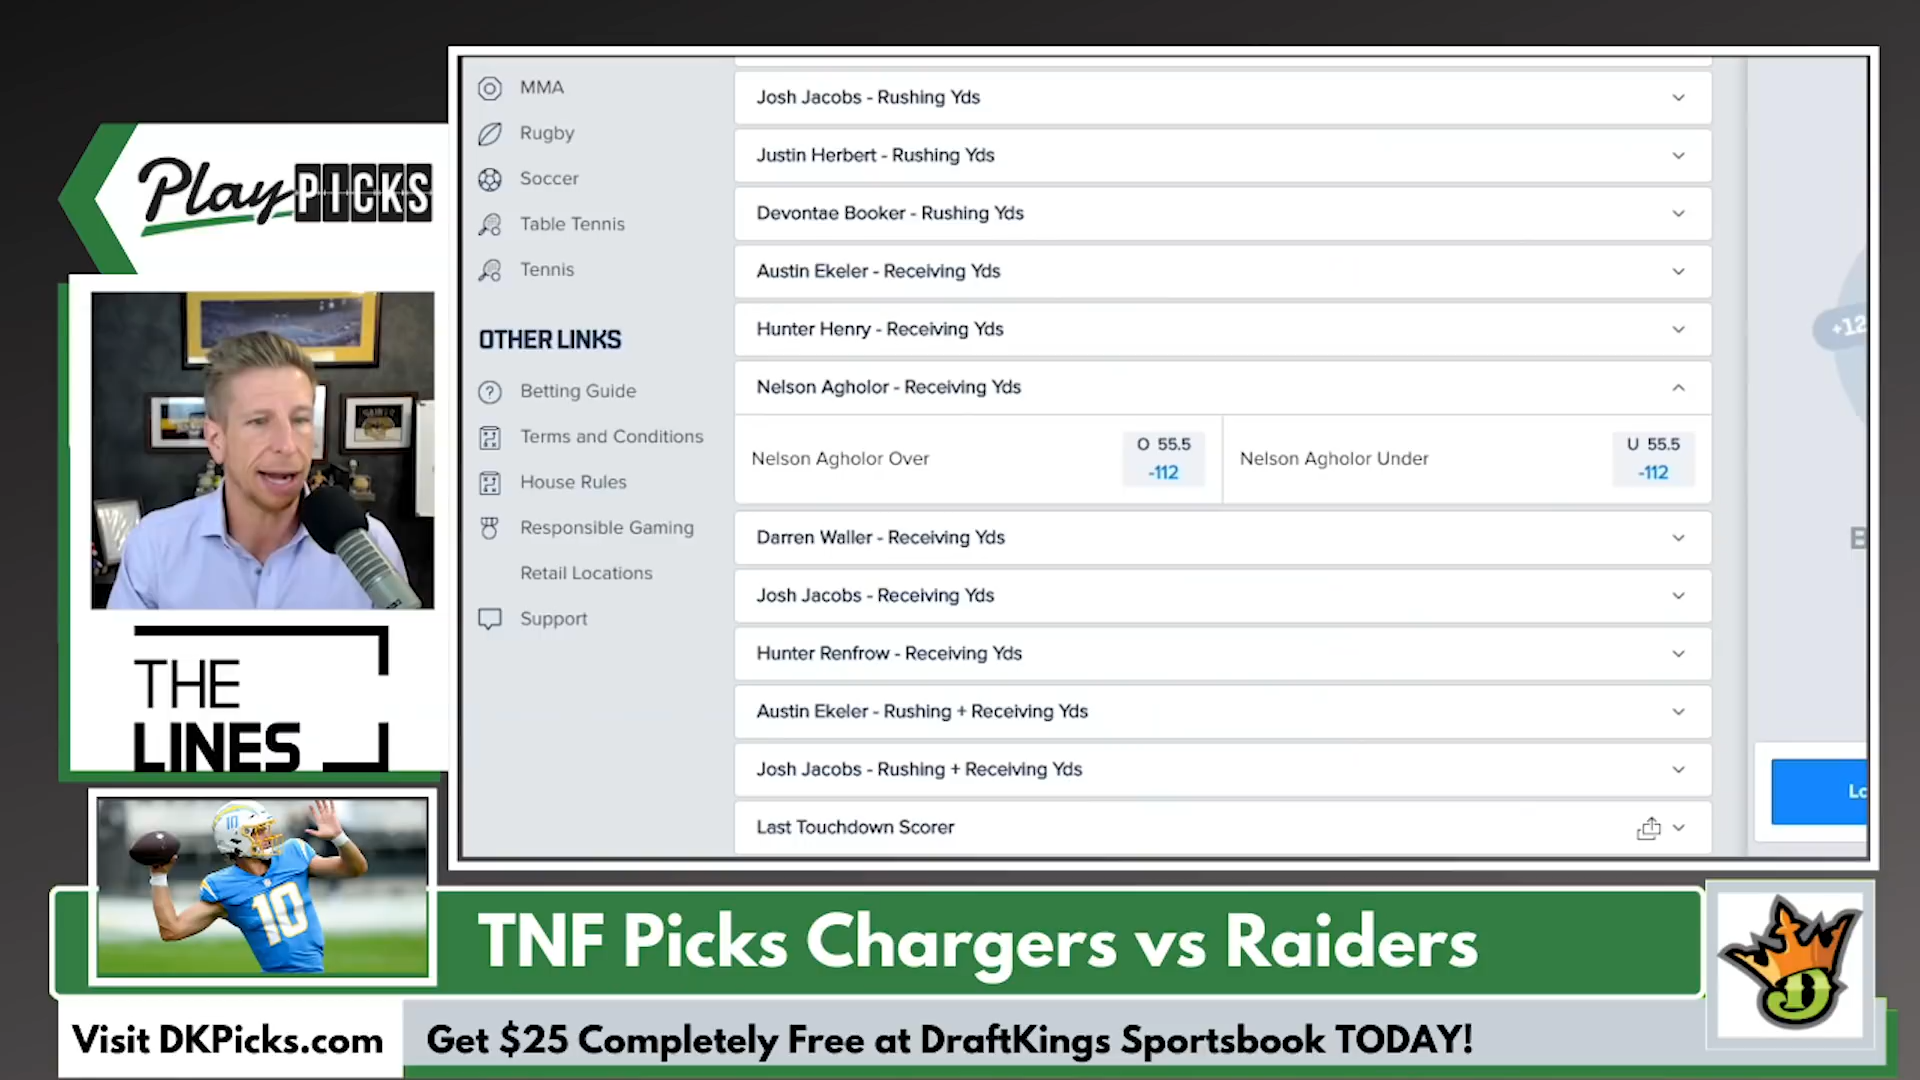 Play PICKS
THE
LINES
MMA
Rugby
Soccer
Table Tennis
Tennis
OTHER LINKS
Betting Guide
Terms and Conditions
House Rules
Responsible Gaming
Retail Locations
Support
Josh Jacobs - Rushing Yds
Justin Herbert - Rushing Yds
Devontae Booker - Rushing Yds
Austin Ekeler - Receiving Yds
Hunter Henry - Receiving Yds
Nelson Agholor - Receiving Yds
Nelson Agholor Over
O 55.5
-112
Nelson Agholor Under
U 55.5
-112
Darren Waller - Receiving Yds
Josh Jacobs - Receiving Yds
Hunter Renfrow - Receiving Yds
Austin Ekeler - Rushing + Receiving Yds
Josh Jacobs - Rushing + Receiving Yds
Last Touchdown Scorer
+12
B
Lo
10
10
TNF Picks Chargers vs Raiders
D
Visit DKPicks.com
Get $25 Completely Free at DraftKings Sportsbook TODAY!